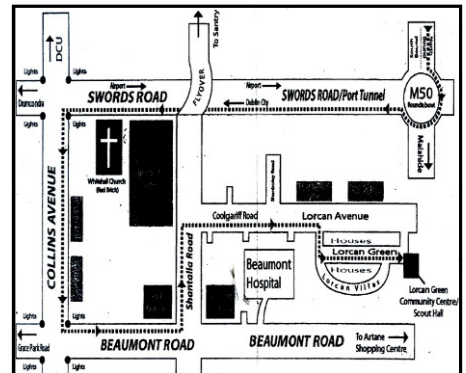 To Santry
DCU
Lights
Lights
FLYOVER
Airport
Airport
M50
Roundabout
Drumcondra
SWORDS ROAD
Dublin City
SWORDS ROAD/Port Tunnel
Lights
Lights
Malahide
COLLINS AVENUE
Whitehall Church
(Red Brick)
Shantalla Road
Coolgariff Road
Lorcan Avenue
Houses
Lorcan Green
Beaumont
Hospital
Houses
Lorcan Villas
Lorcan Green
Community Centre/
Scout Hall
Lights
Lights
Grace Park Road
BEAUMONT ROAD
BEAUMONT ROAD
To Artane
Shopping Centre
Lights
Lights